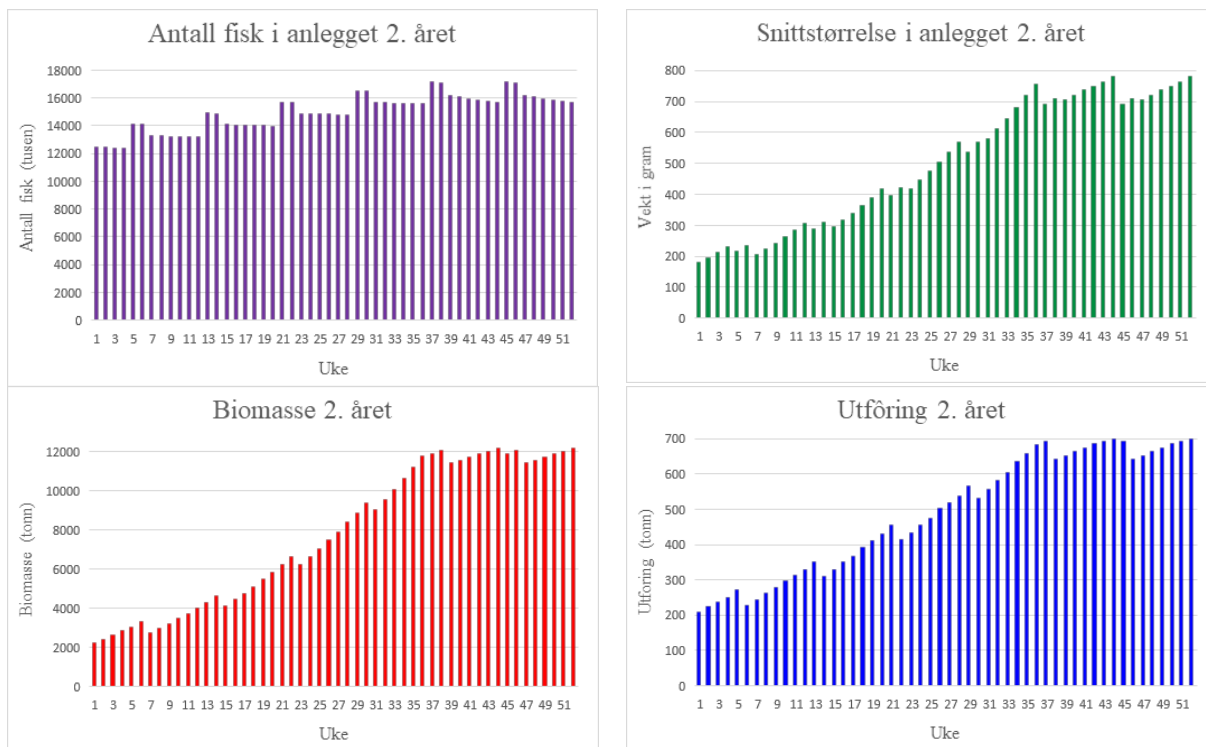 Antall fisk i anlegget 2. året
Antall fisk (tusen)
18000
16000
14000
12000
10000
8000
6000
4000
2000
0
1 3 5 7 9 11 13 15 17 19 21 23 25 27 29 31 33 35 37 39 41 43 45 47 49 51
Uke
Snittstørrelse i anlegget 2. året
Vekt i gram
800
700
600
500
400
300
200
100
0
1 3 5 7 9 11 13 15 17 19 21 23 25 27 29 31 33 35 37 39 41 43 45 47 49 51
Uke
Biomasse 2. året
Biomasse (tonn)
12000
10000
8000
6000
4000
2000
0
1 3 5 7 9 11 13 15 17 19 21 23 25 27 29 31 33 35 37 39 41 43 45 47 49 51
Uke
Utfôring 2. året
Utforing (tonn)
700
600
500
400
300
200
100
0
1 3 5 7 9 11 13 15 17 19 21 23 25 27 29 31 33 35 37 39 41 43 45 47 49 51
Uke